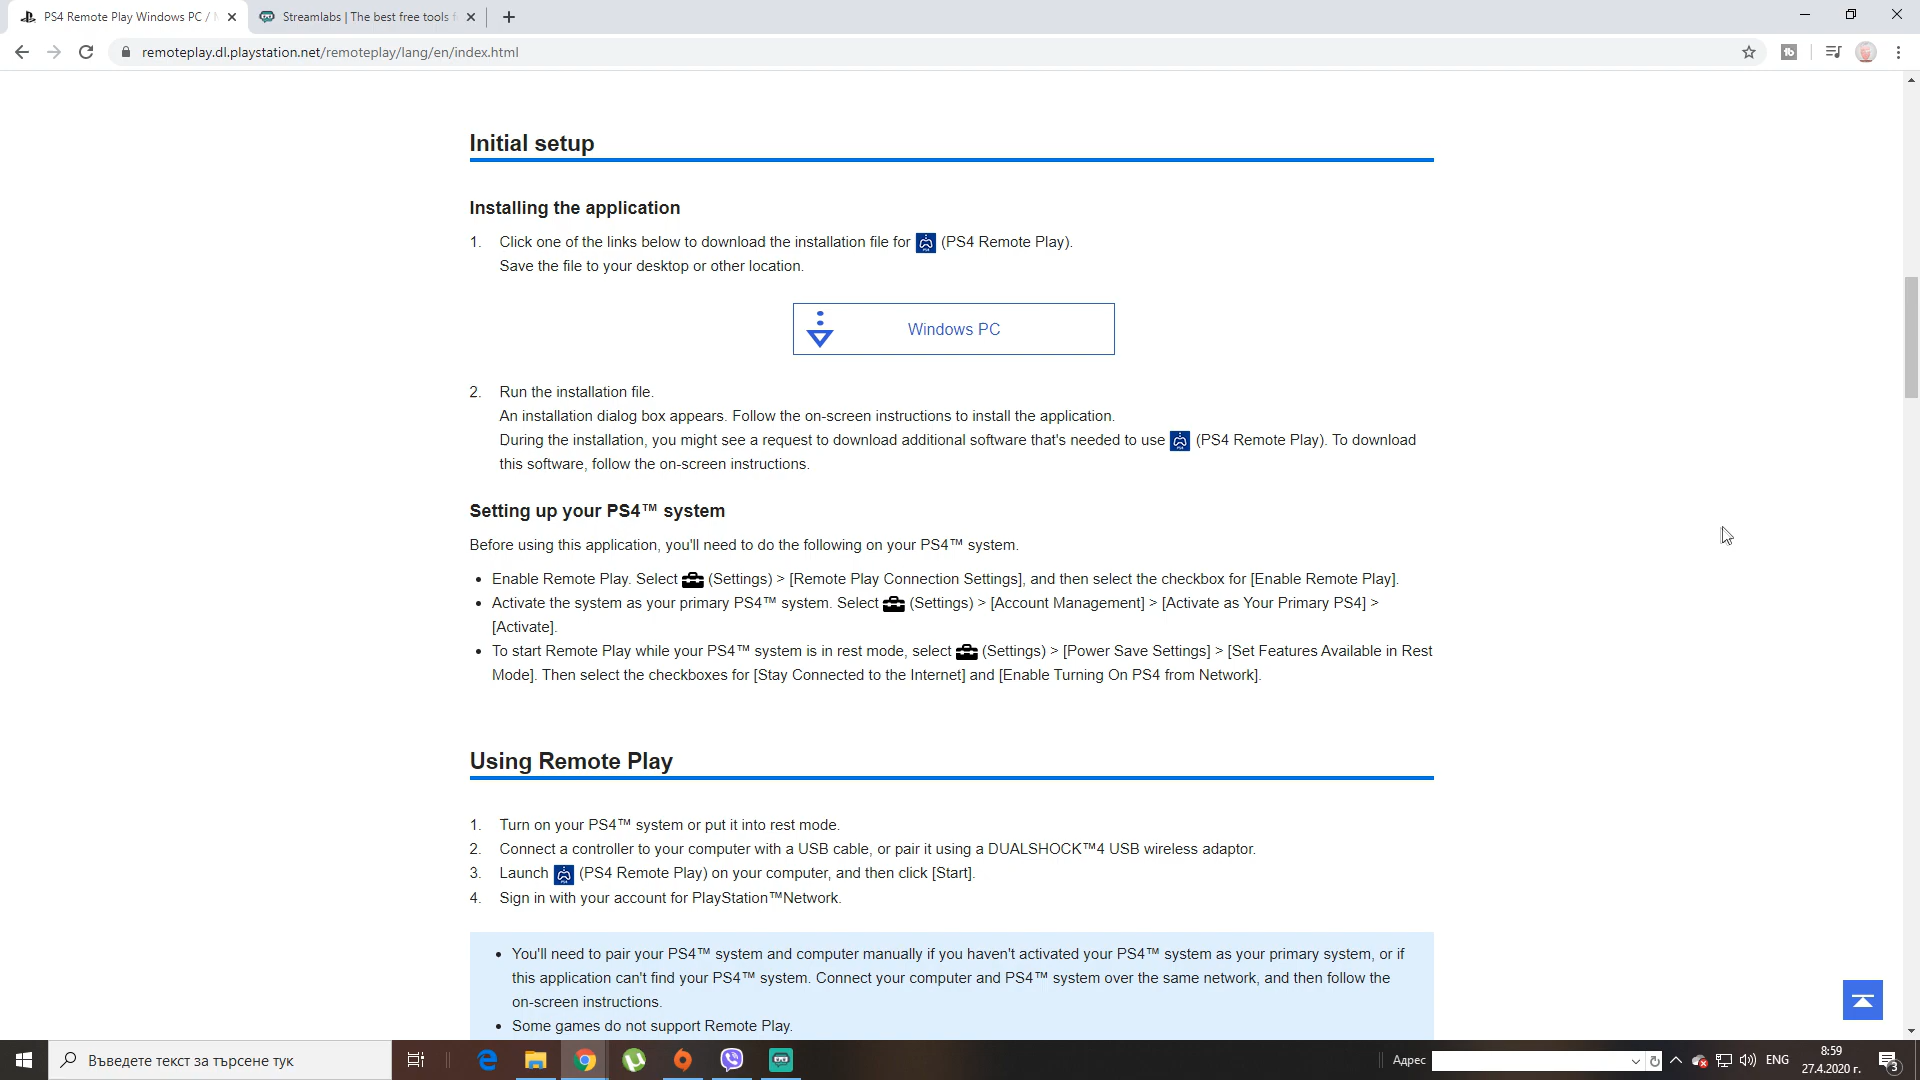 PS4 Remote Play Windows PC /
Streamlabs | The best free tools
remoteplay.dl.playstation.net/remoteplay/lang/en/index.html
Initial setup
Installing the application
1. Click one of the links below to download the installation file for (PS4 Remote Play).
Save the file to your desktop or other location.
Windows PC
2. Run the installation file.
An installation dialog box appears. Follow the on-screen instructions to install the application.
During the installation, you might see a request to download additional software that's needed to use (PS4 Remote Play). To download
this software, follow the on-screen instructions.
Setting up your PS4™ system
Before using this application, you'll need to do the following on your PS4™ system.
• Enable Remote Play. Select (Settings) > [Remote Play Connection Settings], and then select the checkbox for [Enable Remote Play].
• Activate the system as your primary PS4™ system. Select (Settings) > [Account Management] > [Activate as Your Primary PS4] >
[Activate].
• To start Remote Play while your PS4™ system is in rest mode, select (Settings) > [Power Save Settings] > [Set Features Available in Rest
Mode]. Then select the checkboxes for [Stay Connected to the Internet] and [Enable Turning On PS4 from Network].
Using Remote Play
1. Turn on your PS4™ system or put it into rest mode.
2. Connect a controller to your computer with a USB cable, or pair it using a DUALSHOCK™4 USB wireless adaptor.
3. Launch (PS4 Remote Play) on your computer, and then click [Start].
4. Sign in with your account for PlayStation™Network.
• You'll need to pair your PS4™ system and computer manually if you haven't activated your PS4™ system as your primary system, or if
this application can't find your PS4™ system. Connect your computer and PS4™ system over the same network, and then follow the
on-screen instructions.
• Some games do not support Remote Play.
Въведете текст за търсене тук
Адрес
ENG
8:59
27.4.2020 г.
3